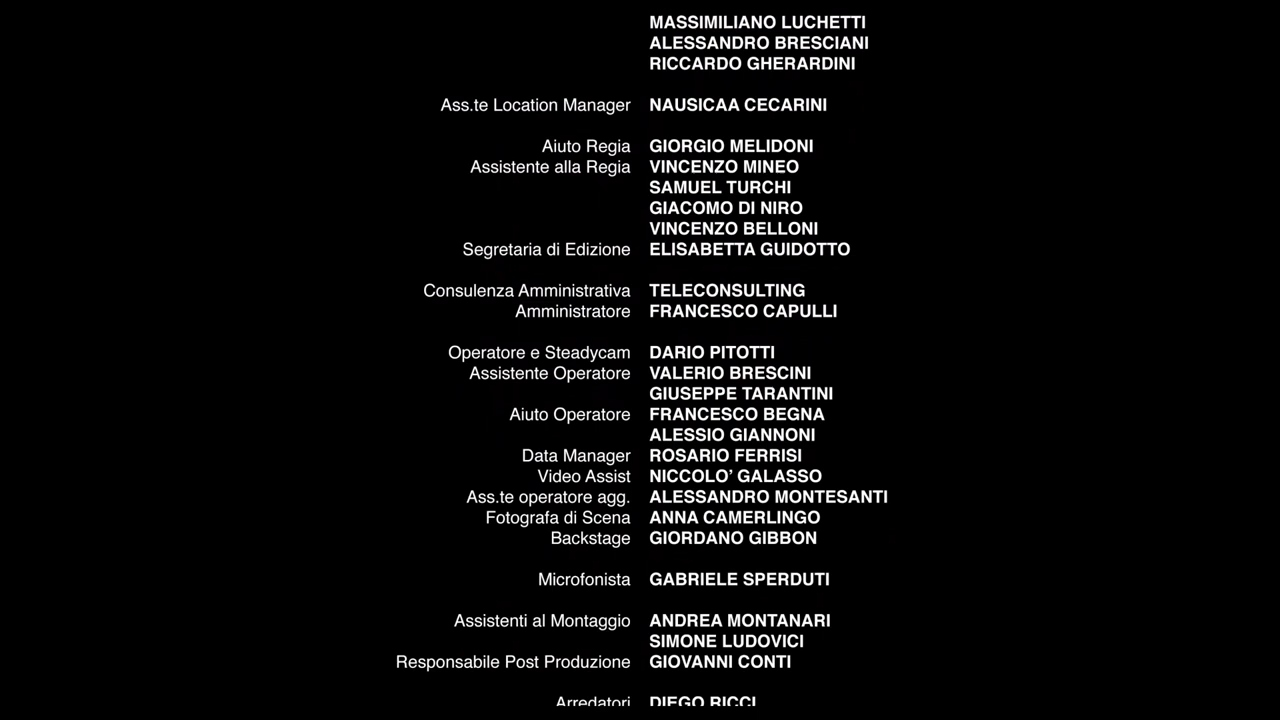 MASSIMILIANO LUCHETTI
ALESSANDRO BRESCIANI
RICCARDO GHERARDINI
Ass.te Location Manager NAUSICAA CECARINI
Aiuto Regia GIORGIO MELIDONI
Assistente alla Regia VINCENZO MINEO
SAMUEL TURCHI
GIACOMO DI NIRO
VINCENZO BELLONI
Segretaria di Edizione ELISABETTA GUIDOTTO
Consulenza Amministrativa TELECONSULTING
Amministratore FRANCESCO CAPULLI
Operatore e Steadycam DARIO PITOTTI
Assistente Operatore VALERIO BRESCINI
GIUSEPPE TARANTINI
Aiuto Operatore FRANCESCO BEGNA
ALESSIO GIANNONI
Data Manager ROSARIO FERRISI
Video Assist NICCOLO’ GALASSO
Ass.te operatore agg. ALESSANDRO MONTESANTI
Fotografa di Scena ANNA CAMERLINGO
Backstage GIORDANO GIBBON
Microfonista GABRIELE SPERDUTI
Assistenti al Montaggio ANDREA MONTANARI
SIMONE LUDOVICI
Responsabile Post Produzione GIOVANNI CONTI
Arredatori DIEGO RICCI